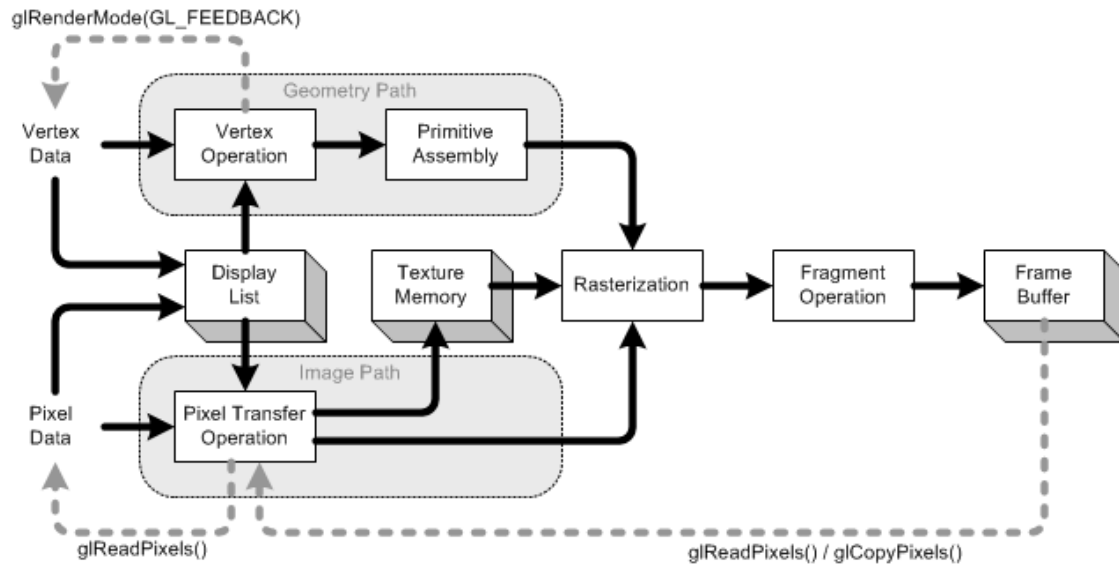 glRenderMode(GL_FEEDBACK)
Geometry Path
Vertex
Data
Vertex
Operation
Primitive
Assembly
Display
List
Texture
Memory
Rasterization
Fragment
Operation
Frame
Buffer
Image Path
Pixel
Data
Pixel Transfer
Operation
glReadPixels()
glReadPixels() / glCopyPixels()